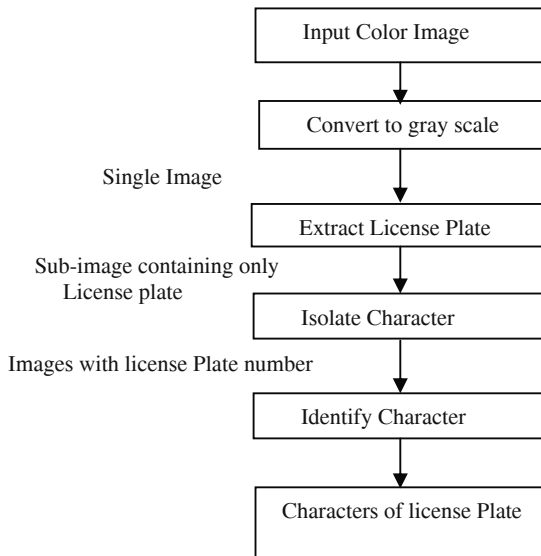 Input Color Image
Convert to gray scale
Single Image
Extract License Plate
Sub-image containing only
License plate
Isolate Character
Images with license Plate number
Identify Character
Characters of license Plate